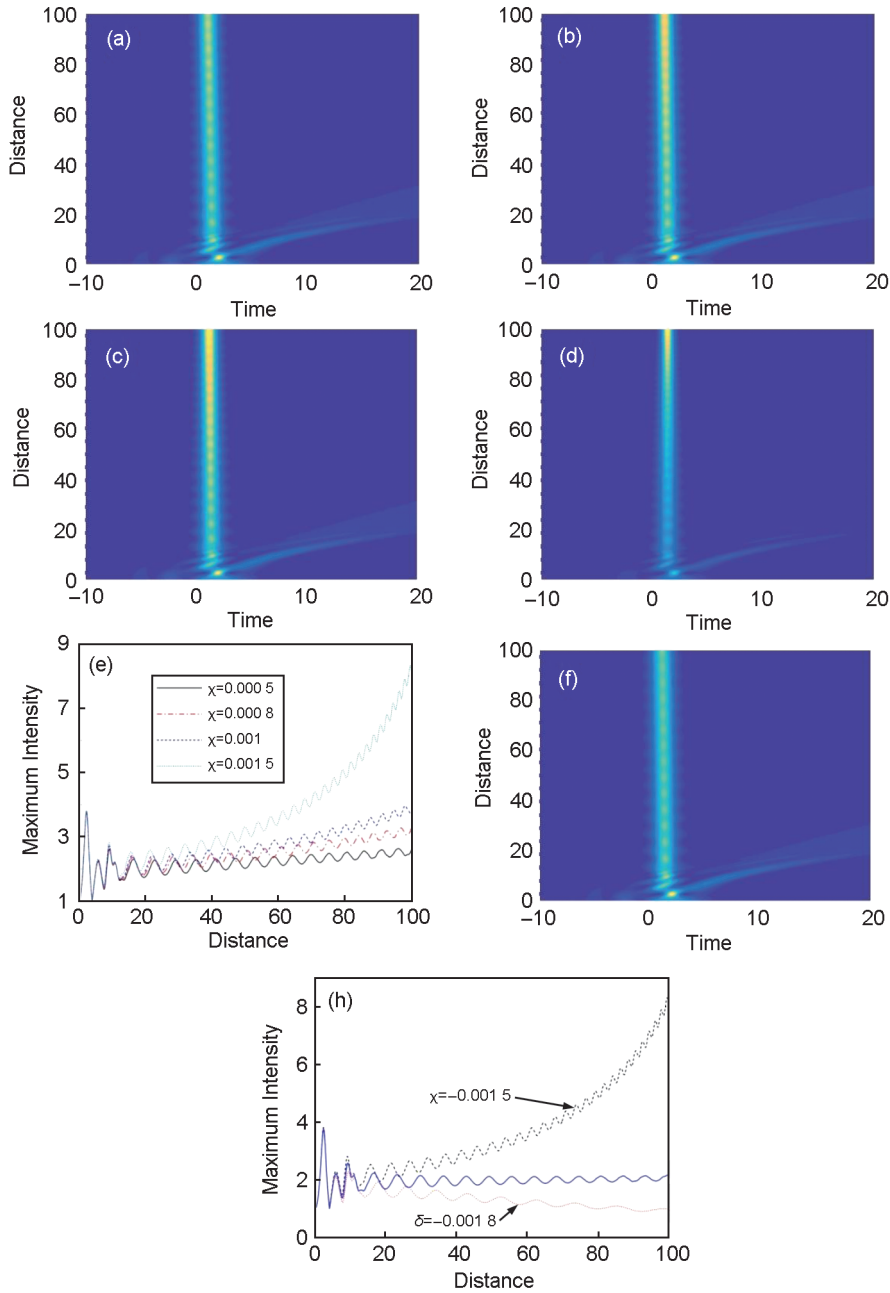 (a)
100
80
60
40
20
0
Distance
−10
0
10
20
Time
(b)
100
80
60
40
20
0
Distance
−10
0
10
20
Time
(c)
100
80
60
40
20
0
Distance
−10
0
10
20
Time
(d)
100
80
60
40
20
0
Distance
−10
0
10
20
Time
(e)
9
7
5
3
1
Maximum Intensity
χ=0.000 5
χ=0.000 8
χ=0.001
χ=0.001 5
0
20
40
60
80
100
Distance
(f)
100
80
60
40
20
0
Distance
−10
0
10
20
Time
(h)
8
6
4
2
0
Maximum Intensity
χ=−0.001 5
δ=−0.001 8
0
20
40
60
80
100
Distance